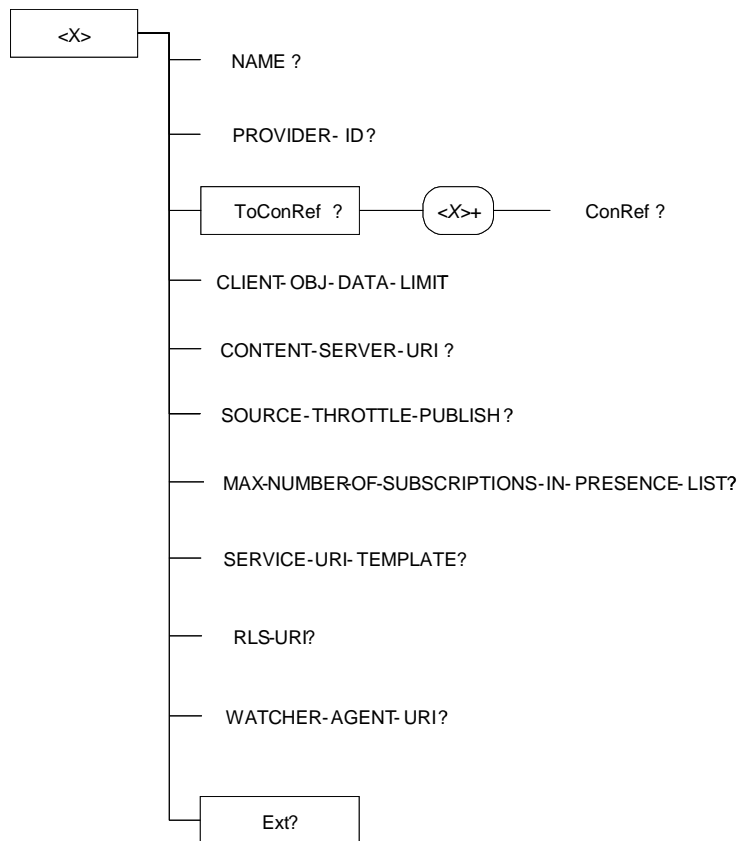 <X>
NAME ?
PROVIDER- ID?
ToConRef ? <X>+ ConRef ?
CLIENT- OBJ- DATA- LIMIT
CONTENT-SERVER-URI ?
SOURCE-THROTTLE-PUBLISH ?
MAX-NUMBER-OF-SUBSCRIPTIONS-IN- PRESENCE- LIST?
SERVICE-URI- TEMPLATE?
RLS-URI?
WATCHER- AGENT- URI?
Ext?